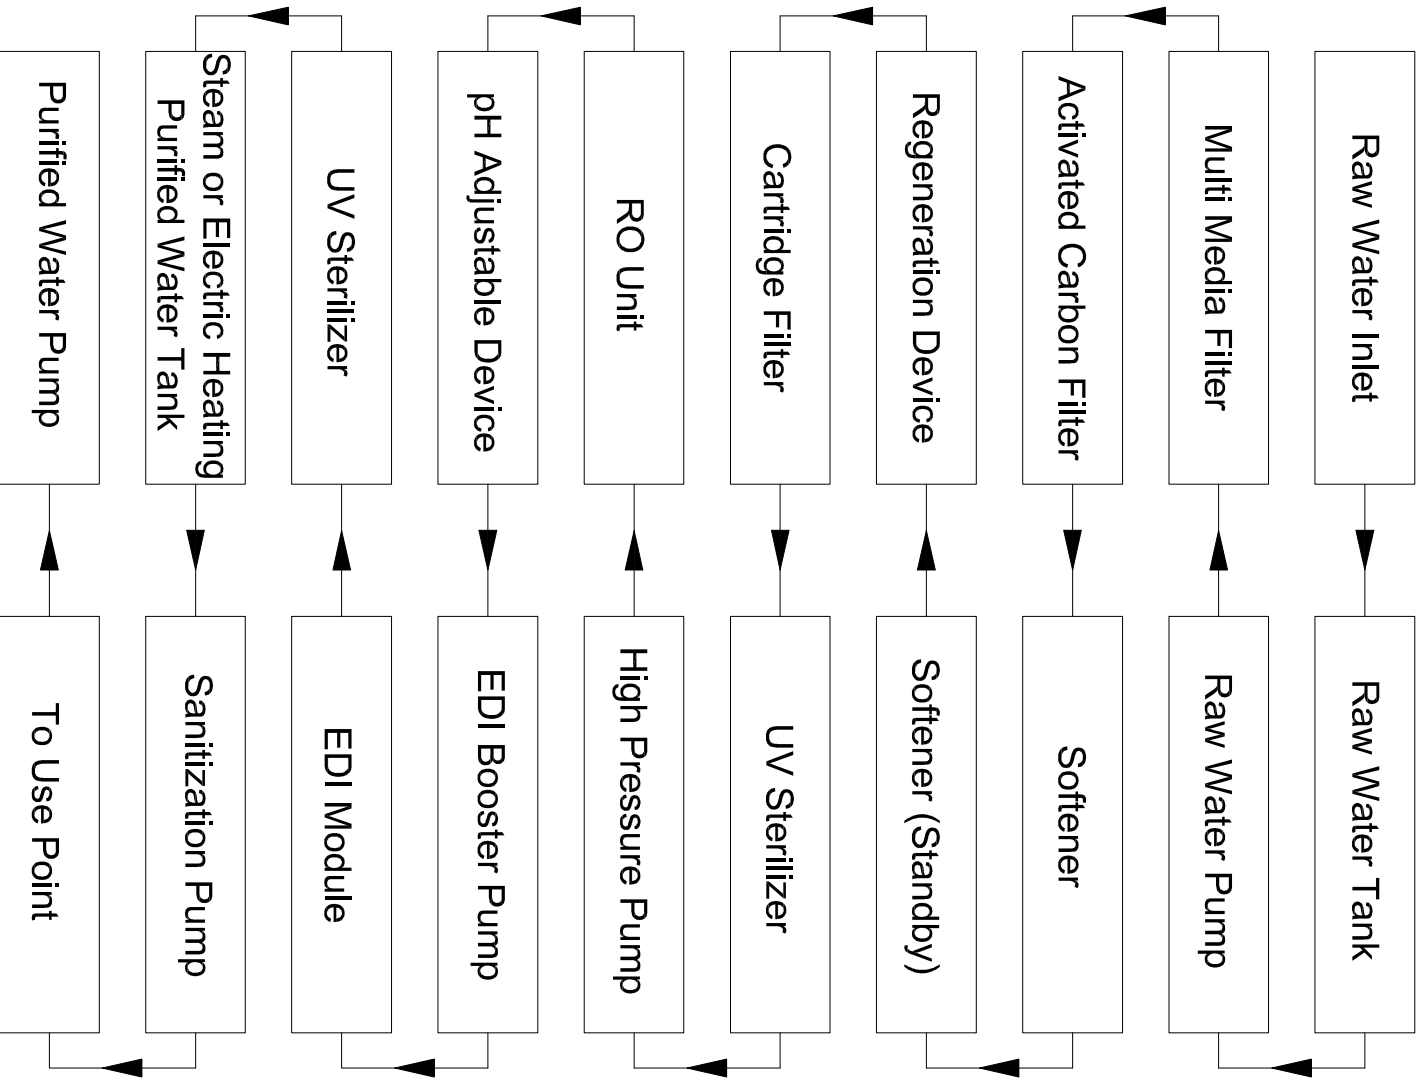 Raw Water Inlet
Raw Water Tank
Raw Water Pump
Multi Media Filter
Activated Carbon Filter
Softener
Softener (Standby)
Regeneration Device
Cartridge Filter
UV Sterilizer
High Pressure Pump
RO Unit
pH Adjustable Device
EDI Booster Pump
EDI Module
UV Sterilizer
Steam or Electric Heating
Purified Water Tank
Sanitization Pump
To Use Point
Purified Water Pump